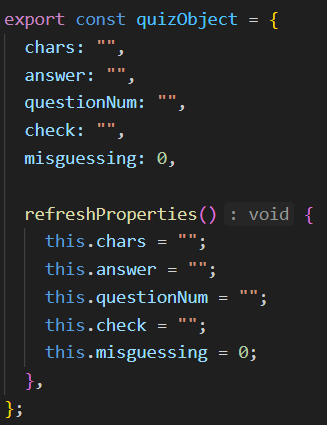 export const quizObject = {
  chars: "",
  answer: "",
  questionNum: "",
  check: "",
  misguessing: 0,

  refreshProperties() : void {
    this.chars = "";
    this.answer = "";
    this.questionNum = "";
    this.check = "";
    this.misguessing = 0;
  },
};